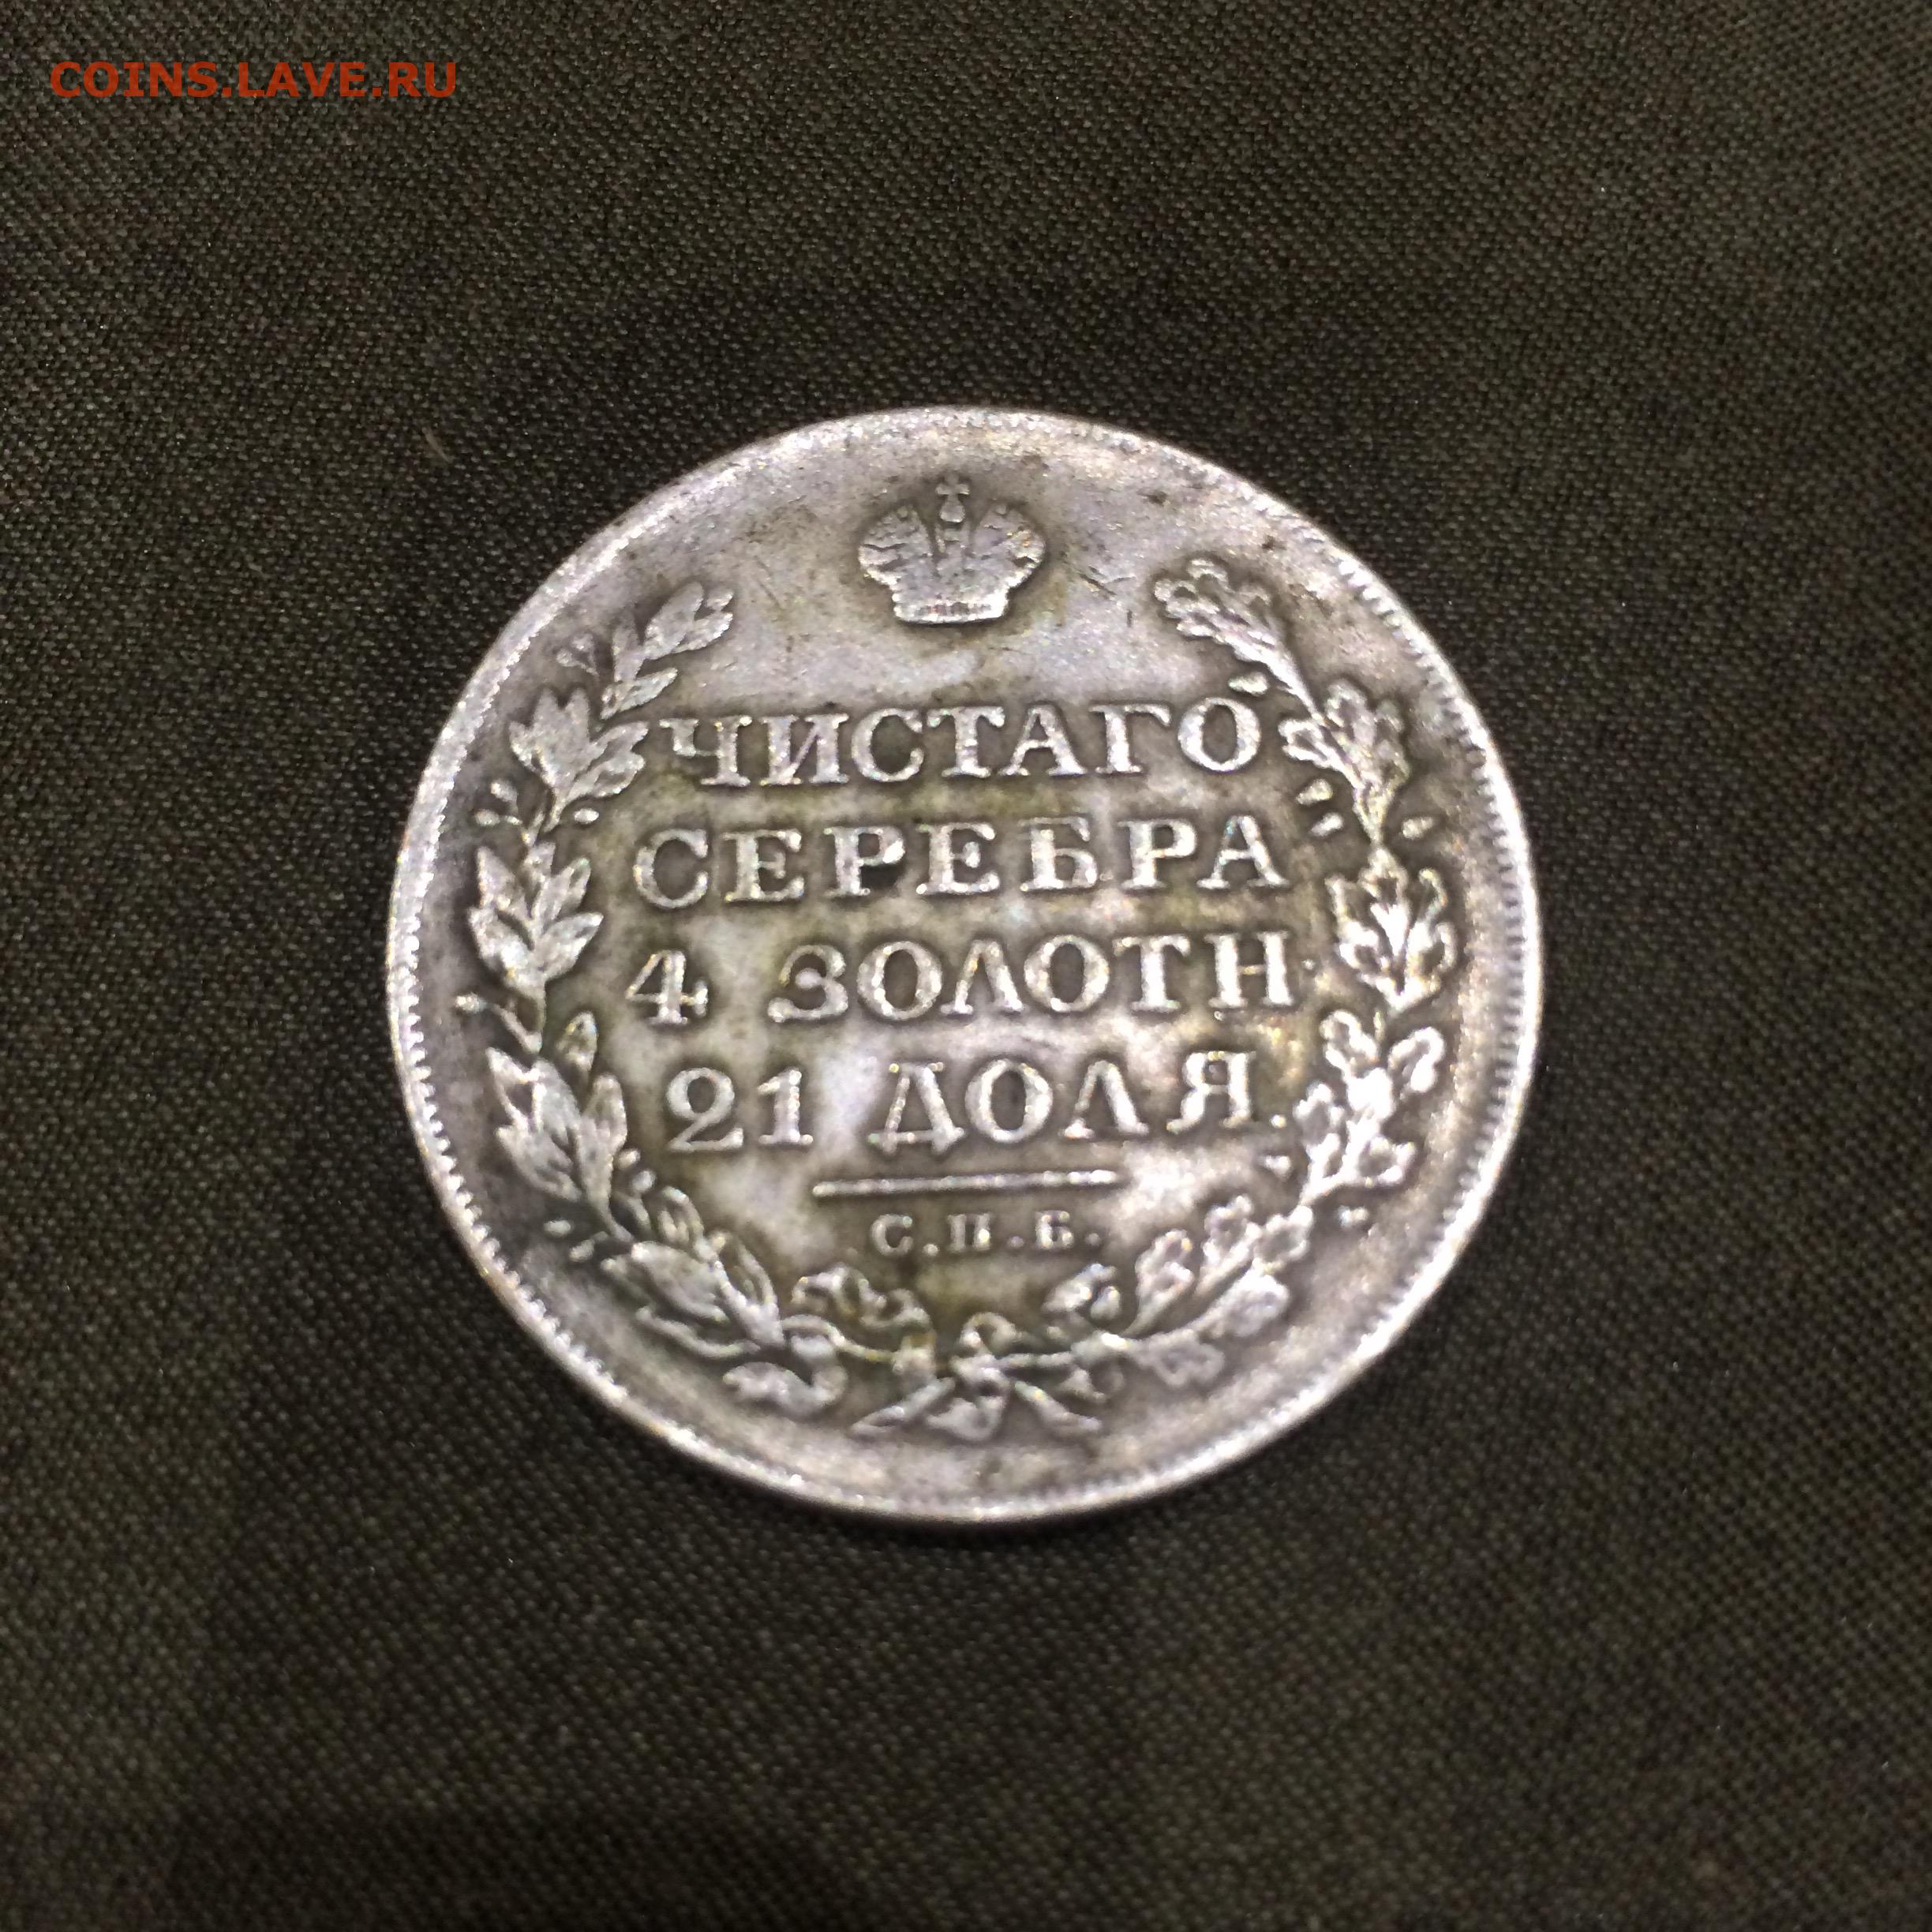 COINS.LAVE.RU
ЧИСТАГО
СЕРЕБРА
4 ЗОЛОТН
21 ДОЛЯ.
С.П.Б.